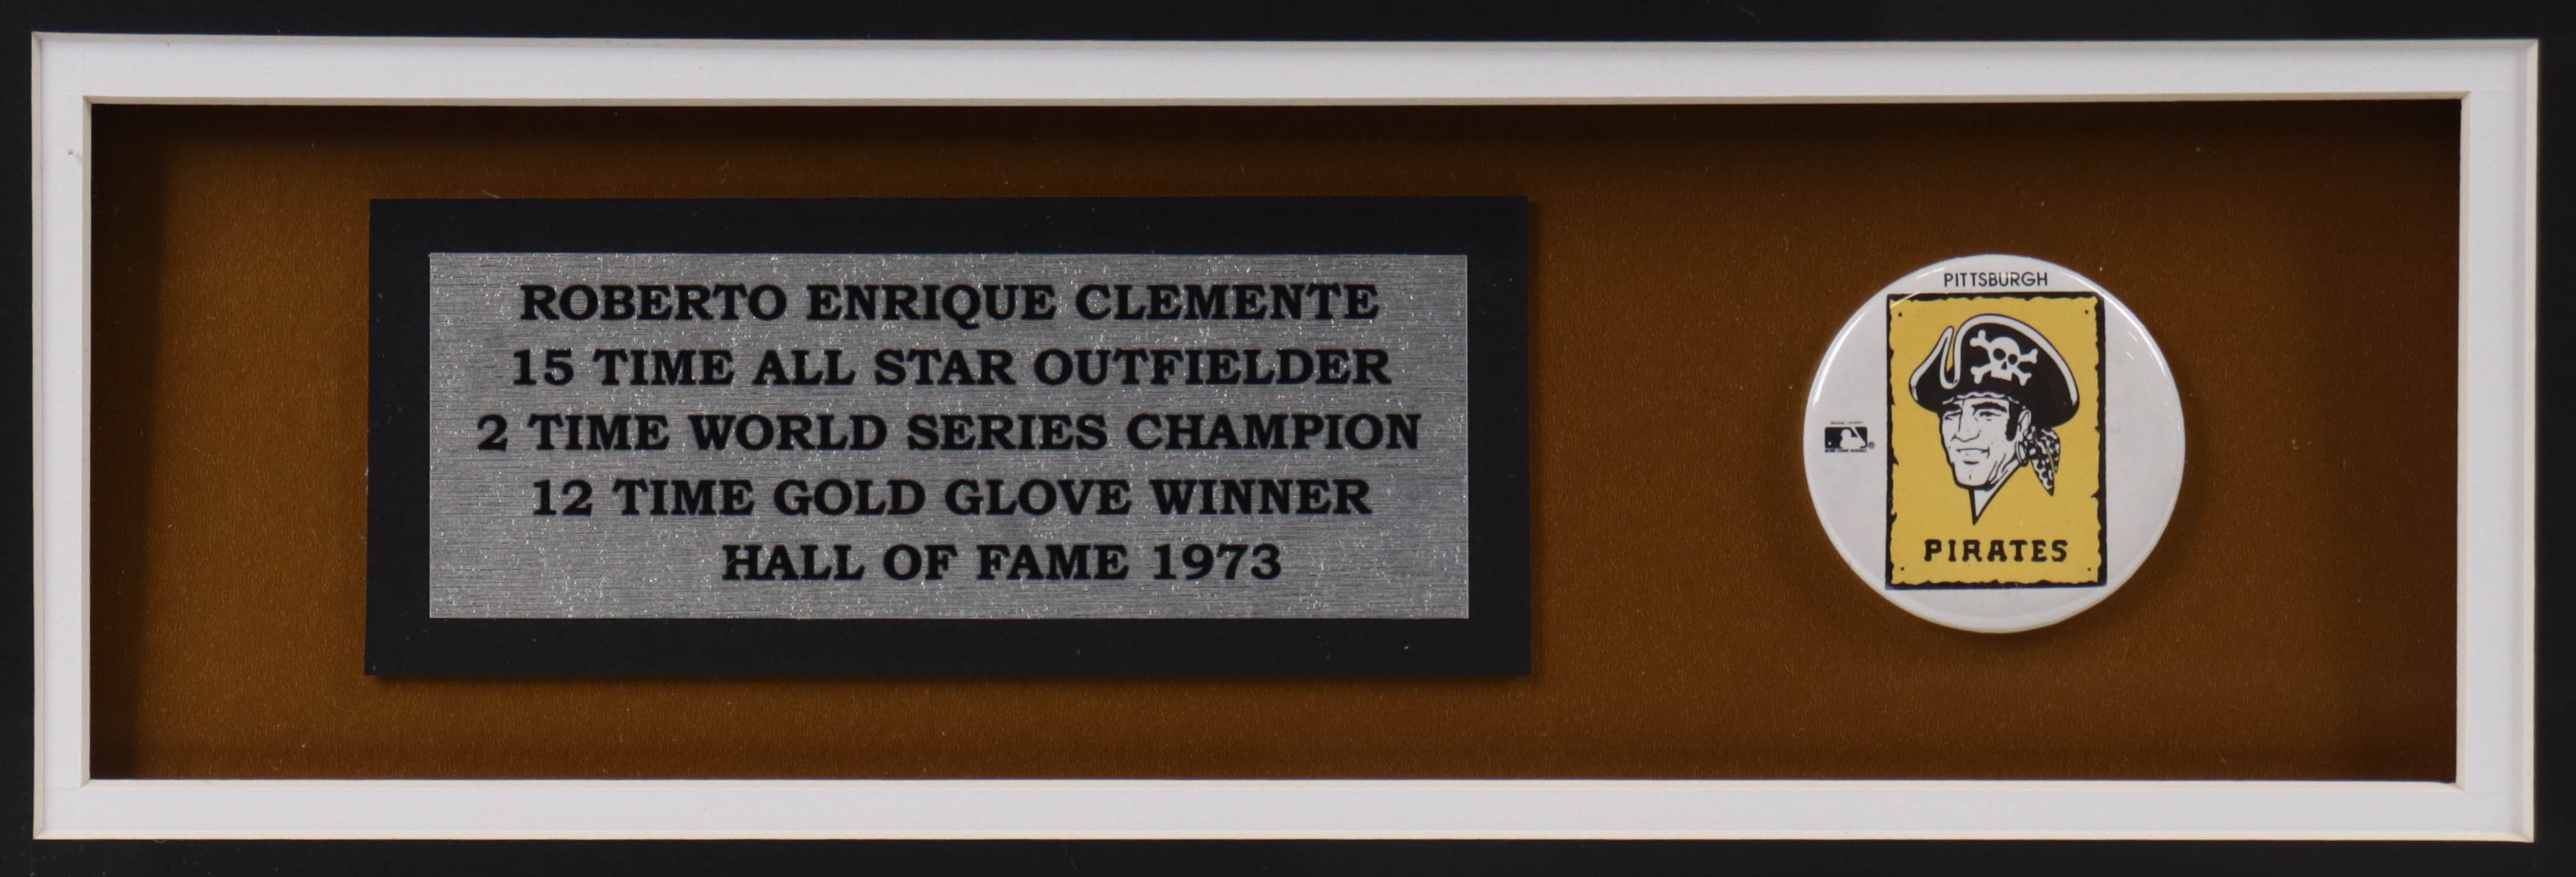 ROBERTO ENRIQUE CLEMENTE
15 TIME ALL STAR OUTFIELDER
2 TIME WORLD SERIES CHAMPION
12 TIME GOLD GLOVE WINNER
HALL OF FAME 1973
PITTSBURGH
PIRATES